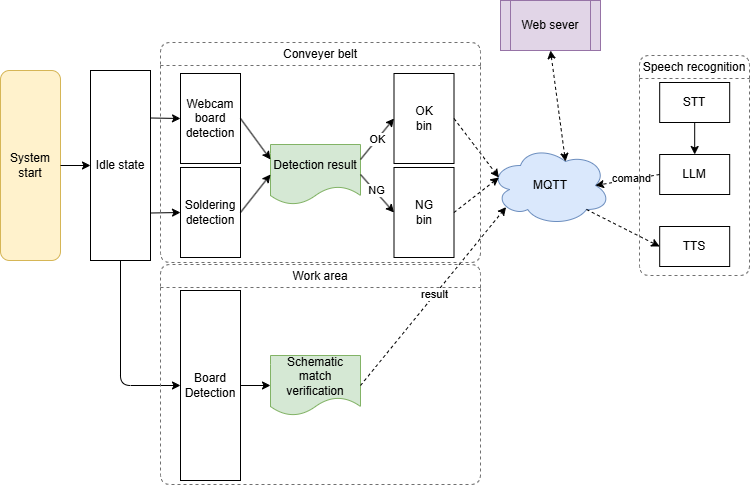 Web sever
Conveyer belt
Speech recognition
System
start
Idle state
Webcam
board
detection
Soldering
detection
Detection result
OK
NG
OK
bin
NG
bin
MQTT
comand
STT
LLM
TTS
Work area
result
Board
Detection
Schematic
match
verification